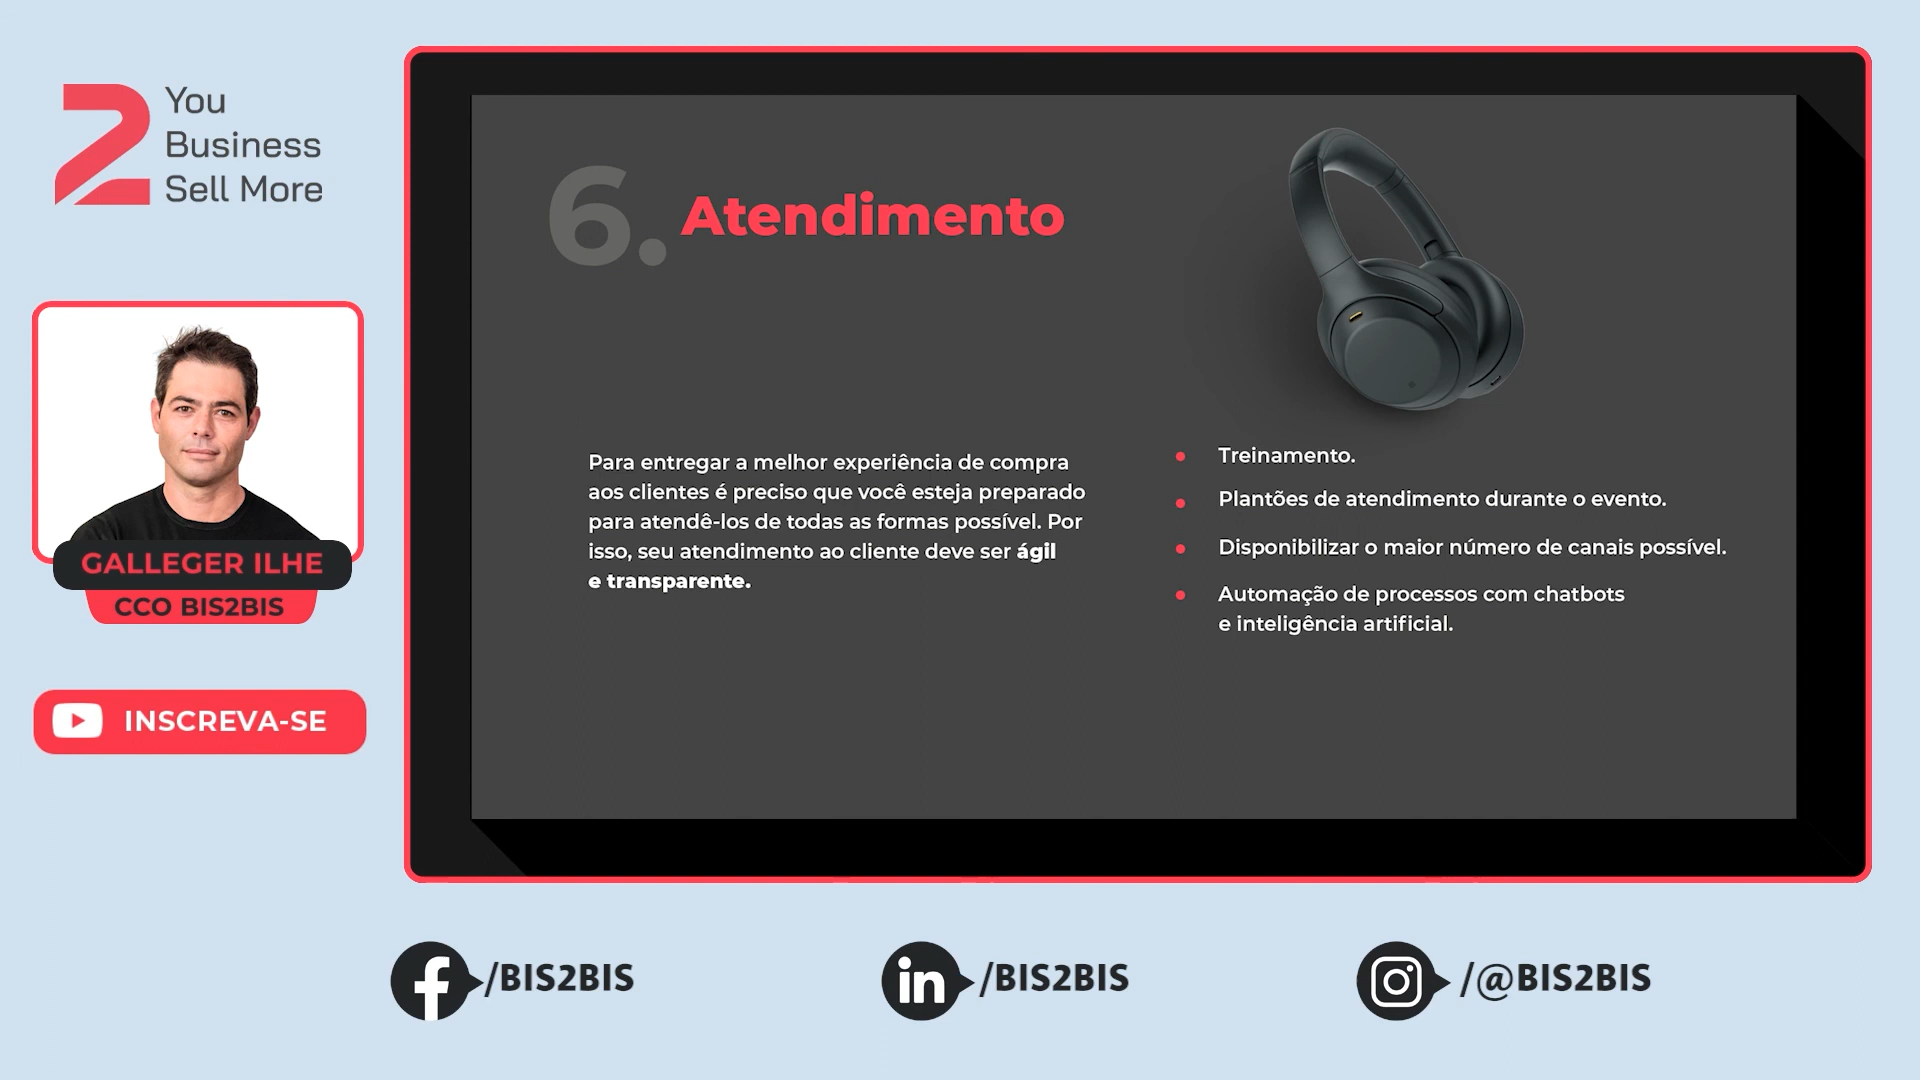 2
You
Business
Sell More
GALLEGER ILHE
CCO BIS2BIS
INSCREVA-SE
6.
Atendimento
Para entregar a melhor experiência de compra
aos clientes é preciso que você esteja preparado
para atendê-los de todas as formas possível. Por
isso, seu atendimento ao cliente deve ser ágil
e transparente.
Treinamento.
Plantões de atendimento durante o evento.
Disponibilizar o maior número de canais possível.
Automação de processos com chatbots
e inteligência artificial.
/BIS2BIS
/BIS2BIS
/@BIS2BIS